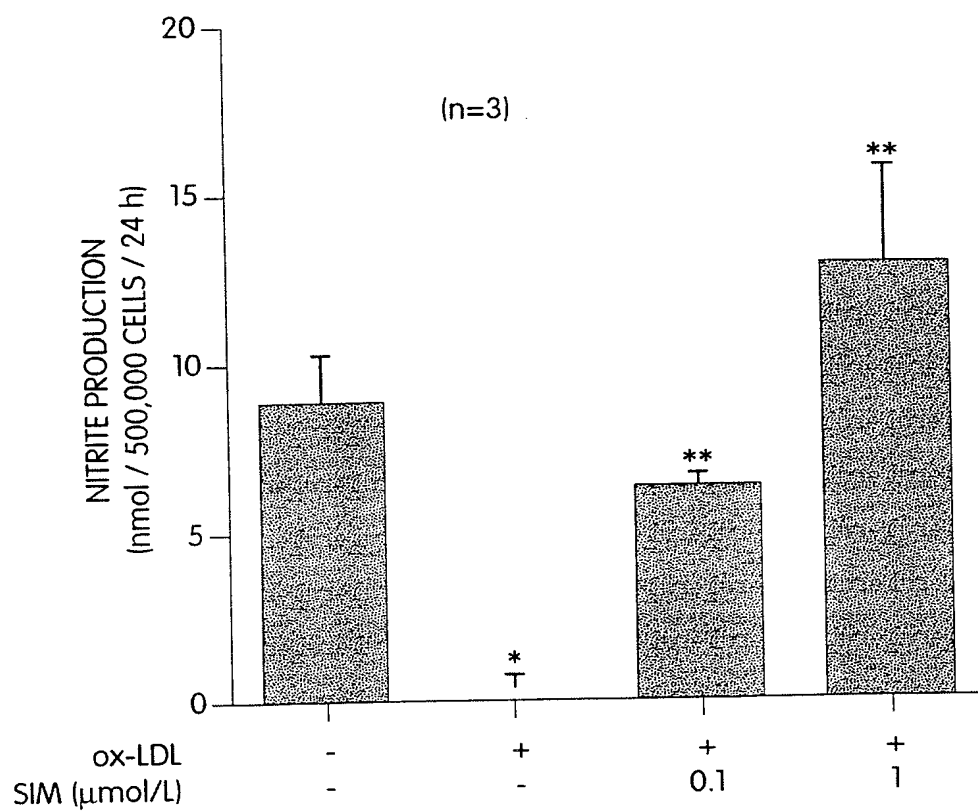 20
(n=3)
**
15
NITRITE PRODUCTION
(nmol / 500,000 CELLS / 24 h)
10
**
5
*
0
ox-LDL - + + +
SIM (μmol/L) - - 0.1 1